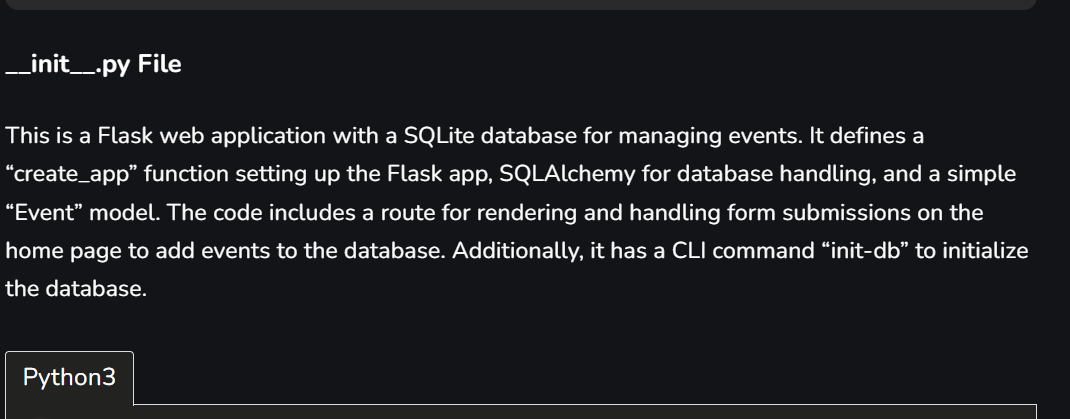 __init__.py File
This is a Flask web application with a SQLite database for managing events. It defines a
“create_app” function setting up the Flask app, SQLAlchemy for database handling, and a simple
“Event” model. The code includes a route for rendering and handling form submissions on the
home page to add events to the database. Additionally, it has a CLI command “init-db” to initialize
the database.
Python3